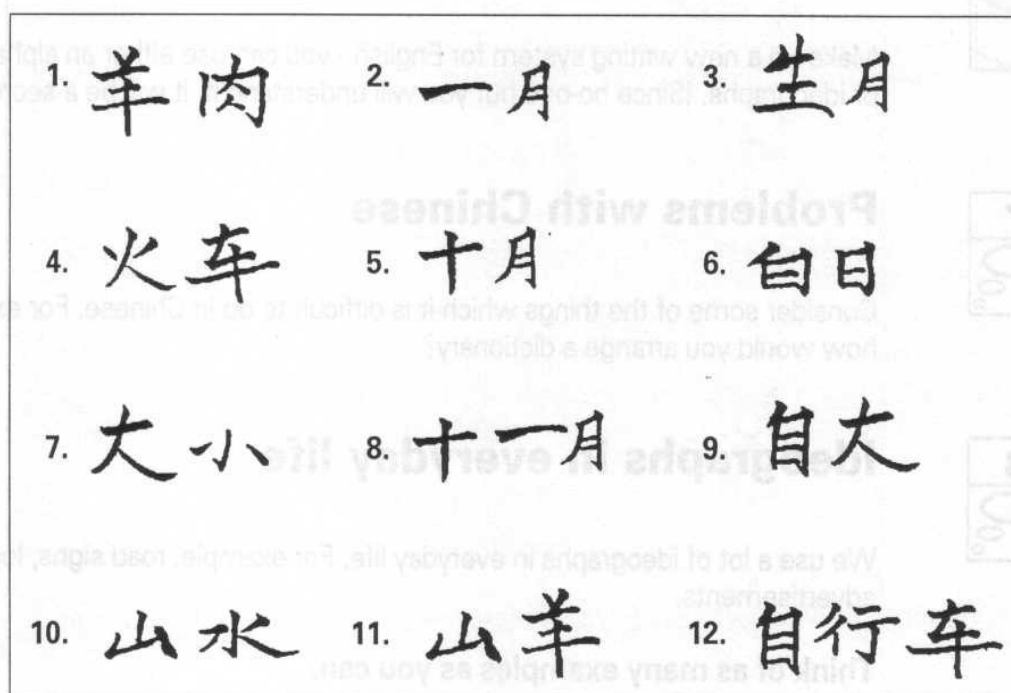 1. 羊肉 2. 一月 3. 生月
4. 火车 5. 十月 6. 白日
7. 大小 8. 十一月 9. 自大
10. 山水 11. 山羊 12. 自行车